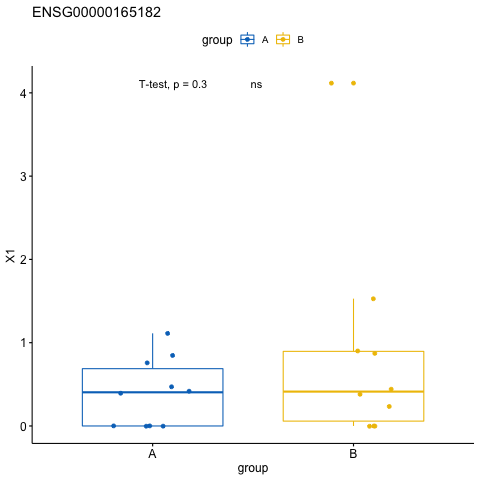 ENSG00000165182
group A B
T-test, p = 0.3 ns
4
3
2
1
0
X1
A B
group